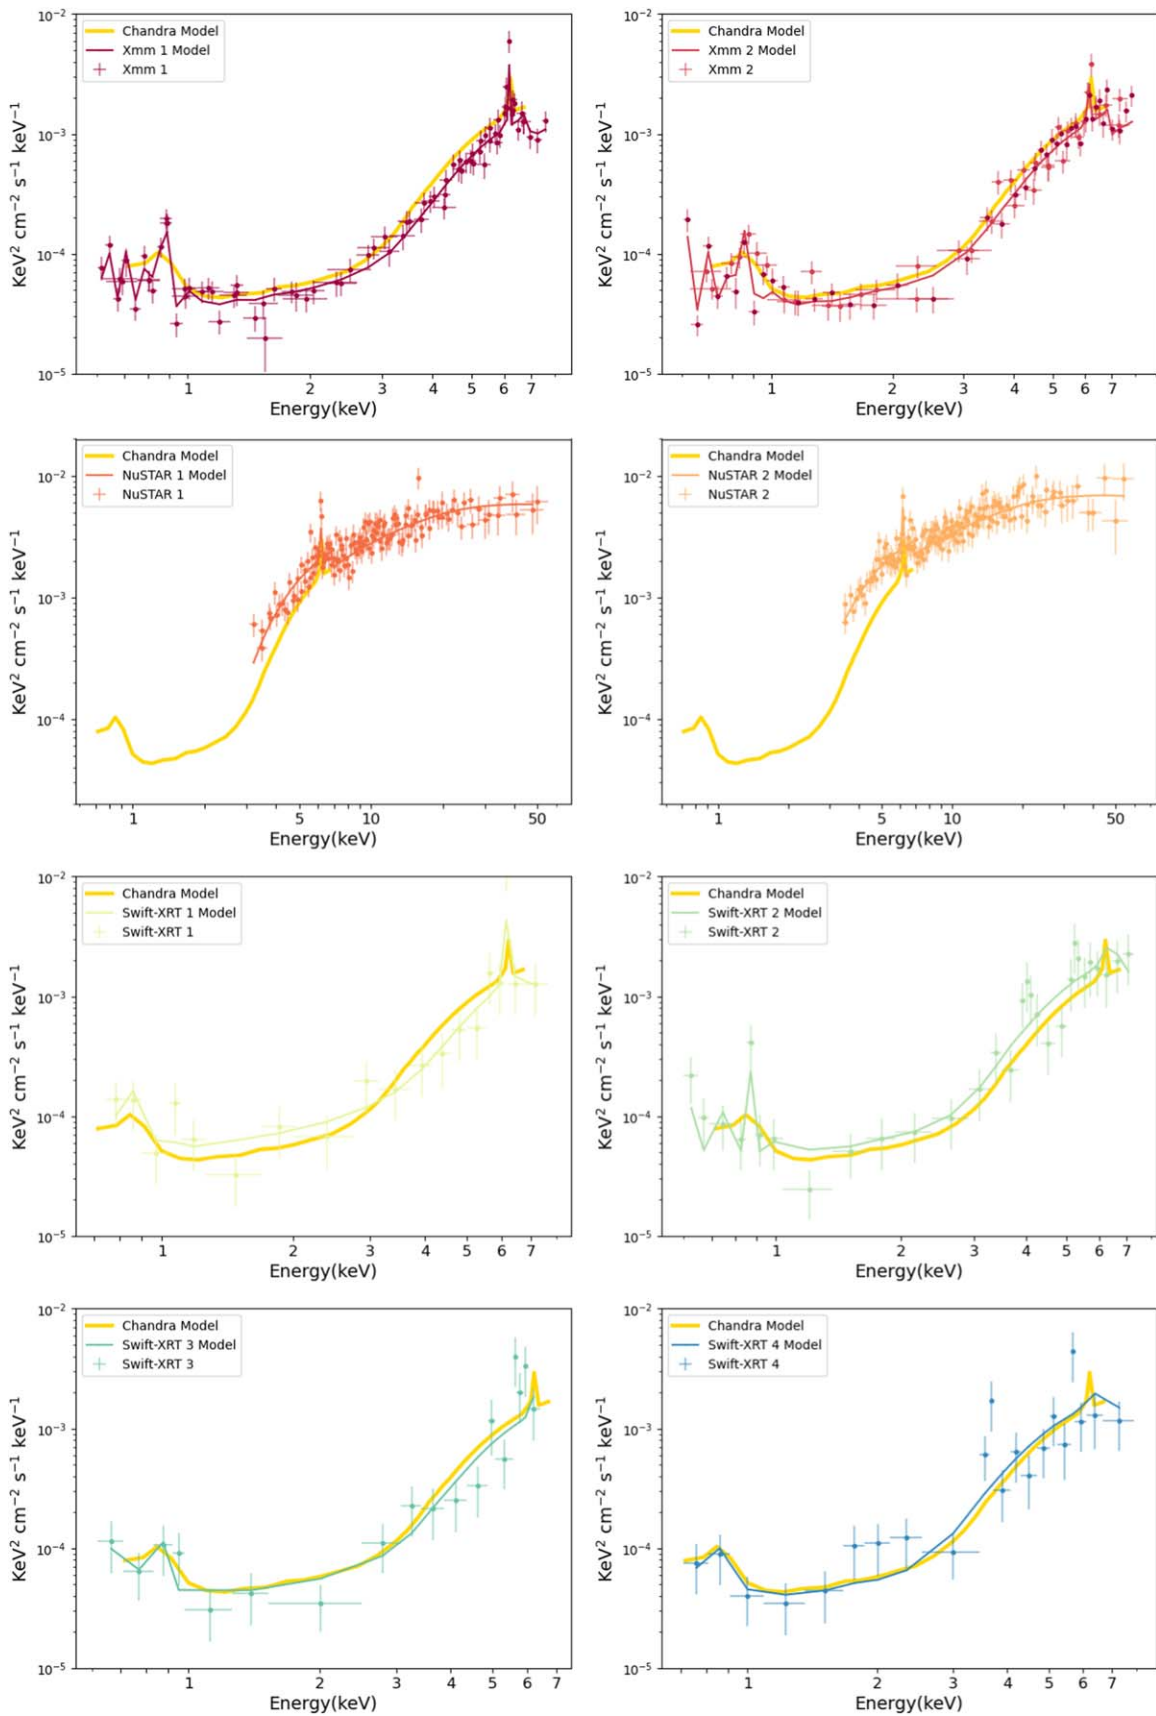 10⁻²
10⁻³
10⁻⁴
10⁻⁵
KeV² cm⁻² s⁻¹ keV⁻¹
Chandra Model
Xmm 1 Model
Xmm 1
1 2 3 4 5 6 7
Energy(keV)
10⁻²
10⁻³
10⁻⁴
10⁻⁵
KeV² cm⁻² s⁻¹ keV⁻¹
Chandra Model
Xmm 2 Model
Xmm 2
1 2 3 4 5 6 7
Energy(keV)
10⁻²
10⁻³
10⁻⁴
KeV² cm⁻² s⁻¹ keV⁻¹
Chandra Model
NuSTAR 1 Model
NuSTAR 1
1 5 10 50
Energy(keV)
10⁻²
10⁻³
10⁻⁴
KeV² cm⁻² s⁻¹ keV⁻¹
Chandra Model
NuSTAR 2 Model
NuSTAR 2
1 5 10 50
Energy(keV)
10⁻²
10⁻³
10⁻⁴
10⁻⁵
KeV² cm⁻² s⁻¹ keV⁻¹
Chandra Model
Swift-XRT 1 Model
Swift-XRT 1
1 2 3 4 5 6 7
Energy(keV)
10⁻²
10⁻³
10⁻⁴
10⁻⁵
KeV² cm⁻² s⁻¹ keV⁻¹
Chandra Model
Swift-XRT 2 Model
Swift-XRT 2
1 2 3 4 5 6 7
Energy(keV)
10⁻²
10⁻³
10⁻⁴
10⁻⁵
KeV² cm⁻² s⁻¹ keV⁻¹
Chandra Model
Swift-XRT 3 Model
Swift-XRT 3
1 2 3 4 5 6 7
Energy(keV)
10⁻²
10⁻³
10⁻⁴
10⁻⁵
KeV² cm⁻² s⁻¹ keV⁻¹
Chandra Model
Swift-XRT 4 Model
Swift-XRT 4
1 2 3 4 5 6 7
Energy(keV)